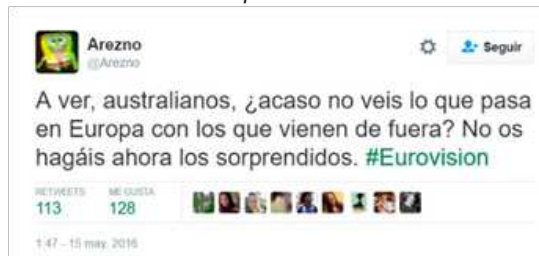 Arezno
@Arezno
Seguir
A ver, australianos, ¿acaso no veis lo que pasa
en Europa con los que vienen de fuera? No os
hagáis ahora los sorprendidos. #Eurovision
RETWEETS ME GUSTA
113 128
1:47 - 15 may. 2016